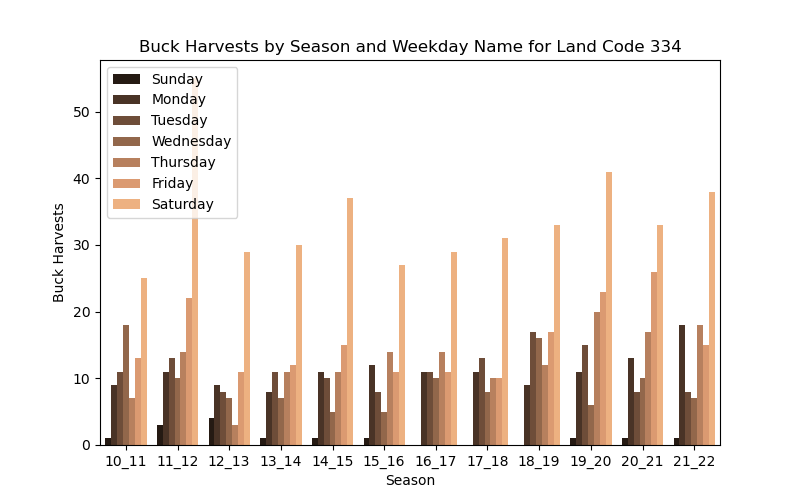 Buck Harvests by Season and Weekday Name for Land Code 334
Sunday
Monday
Tuesday
Wednesday
Thursday
Friday
Saturday
50
40
30
20
10
0
Buck Harvests
10_11 11_12 12_13 13_14 14_15 15_16 16_17 17_18 18_19 19_20 20_21 21_22
Season